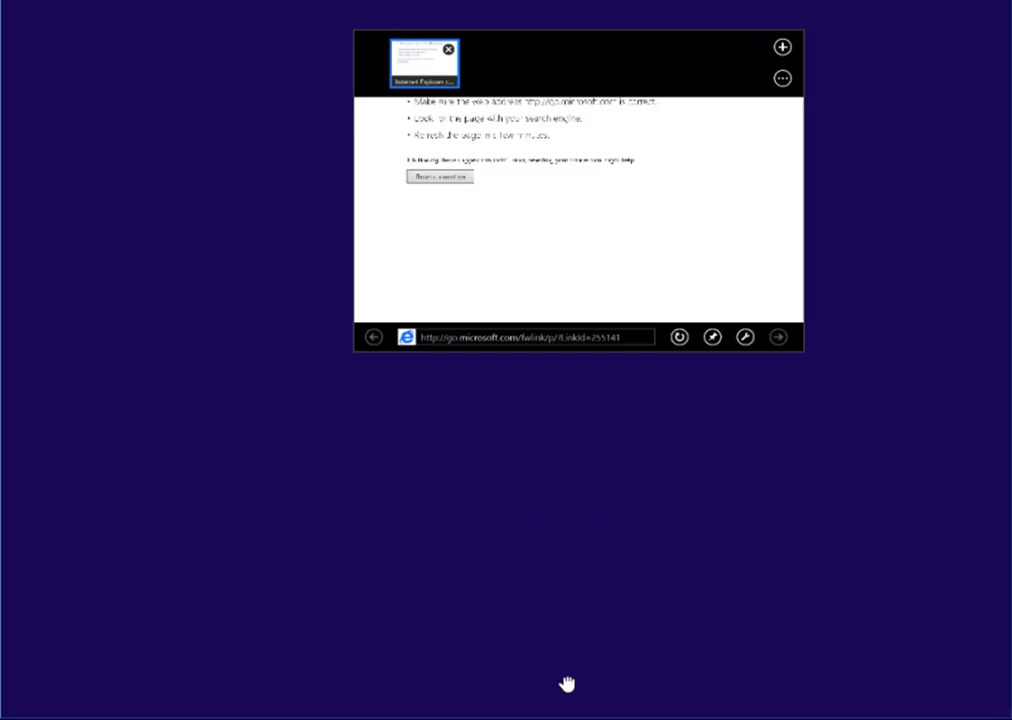 Internet Explorer c...
• Make sure the web address http://go.microsoft.com is correct.
• Look for the page with your search engine.
• Refresh the page in a few minutes.
http://go.microsoft.com/fwlink/p/?LinkId=255141